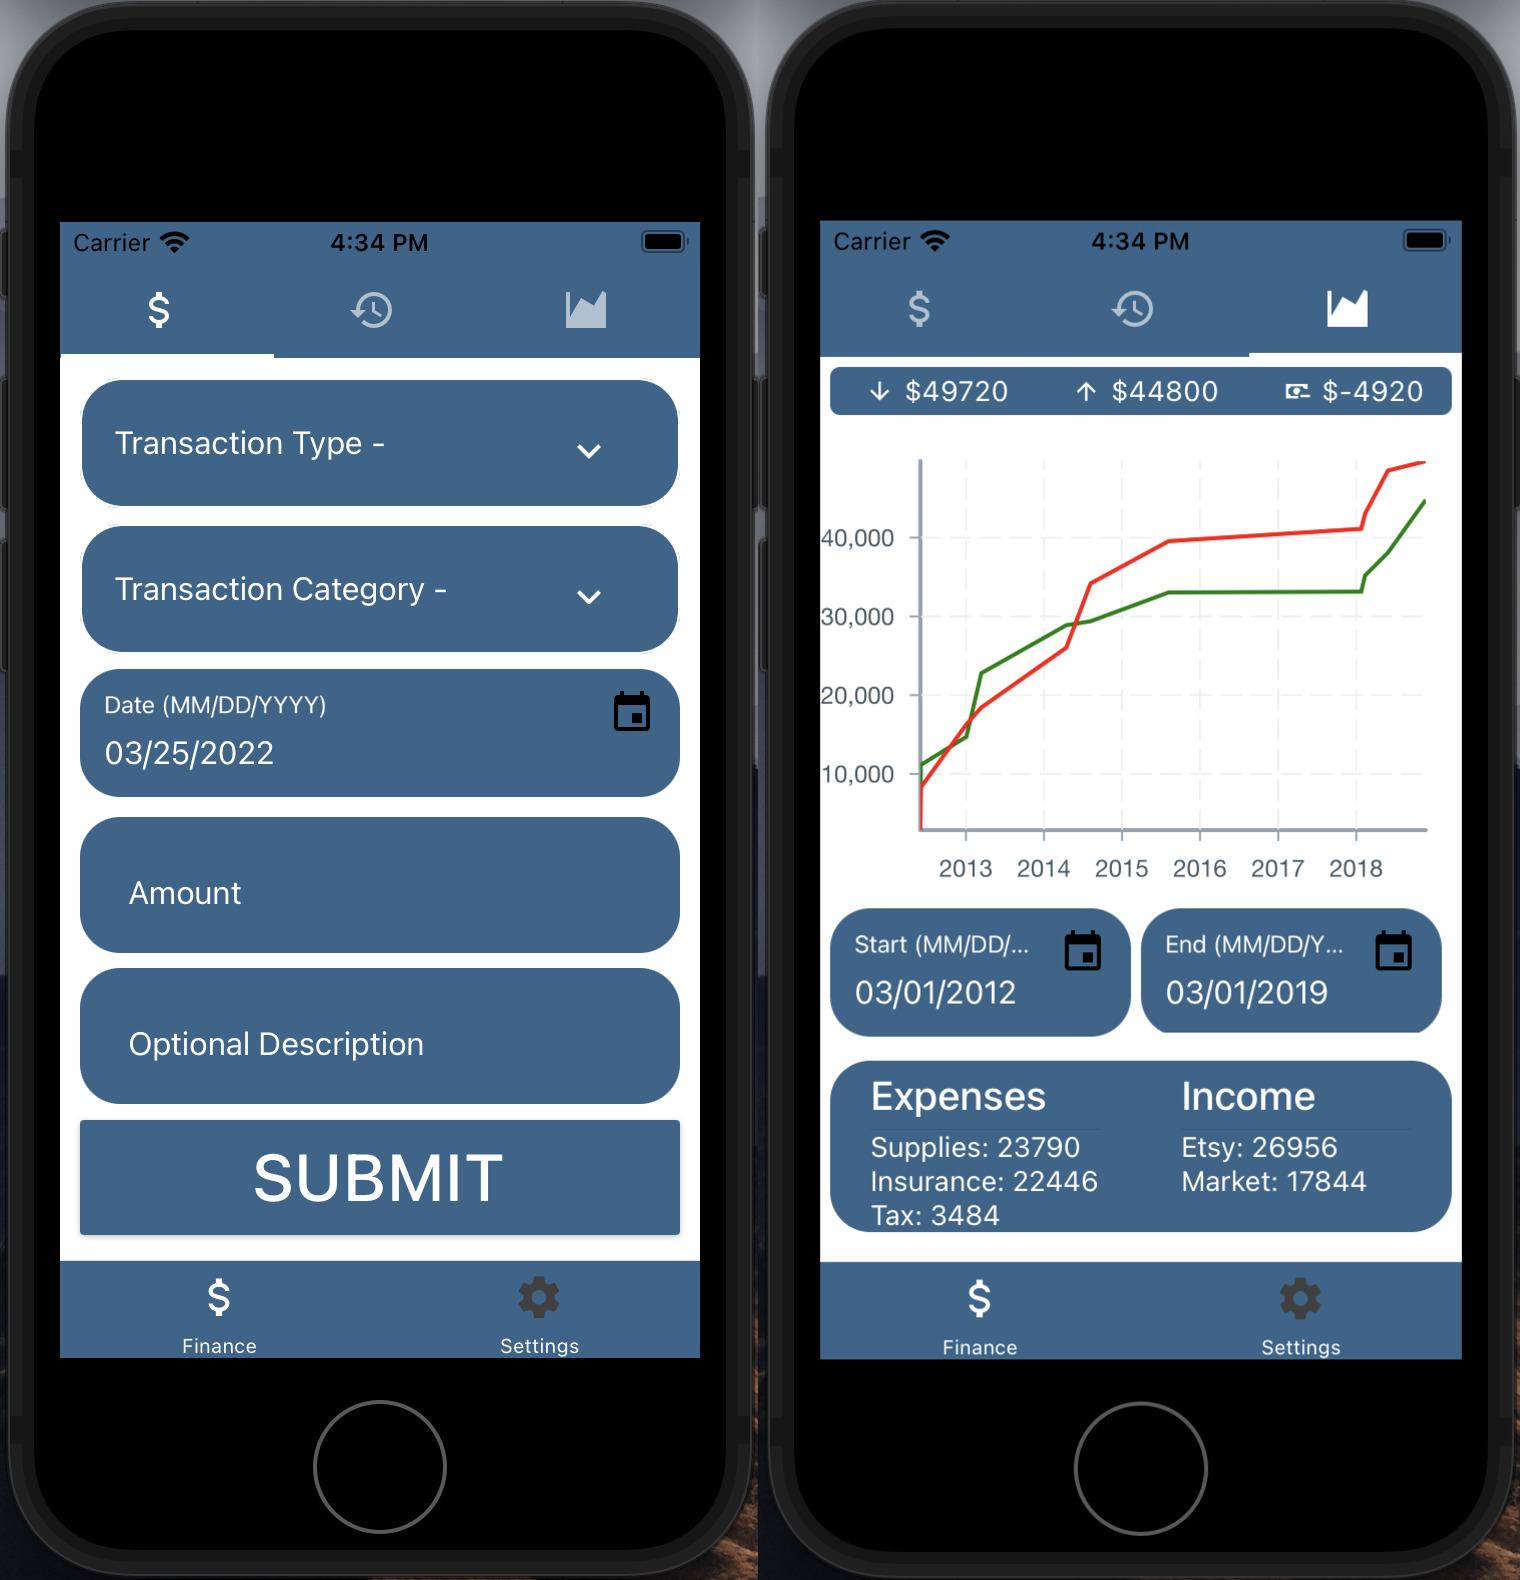 Carrier 4:34 PM
Transaction Type -
Transaction Category -
Date (MM/DD/YYYY)
03/25/2022
Amount
Optional Description
SUBMIT
Finance Settings
Carrier 4:34 PM
$49720 $44800 $-4920
40,000
30,000
20,000
10,000
2013 2014 2015 2016 2017 2018
Start (MM/DD/... End (MM/DD/Y...
03/01/2012 03/01/2019
Expenses Income
Supplies: 23790 Etsy: 26956
Insurance: 22446 Market: 17844
Tax: 3484
Finance Settings